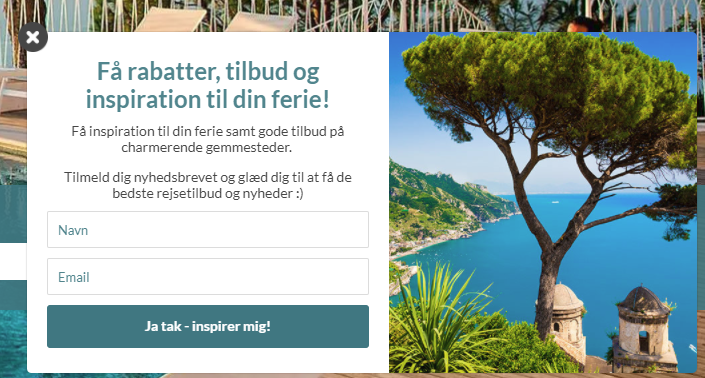 Få rabatter, tilbud og
inspiration til din ferie!
Få inspiration til din ferie samt gode tilbud på
charmerende gemmesteder.
Tilmeld dig nyhedsbrevet og glæd dig til at få de
bedste rejsetilbud og nyheder :)
Navn
Email
Ja tak - inspirer mig!